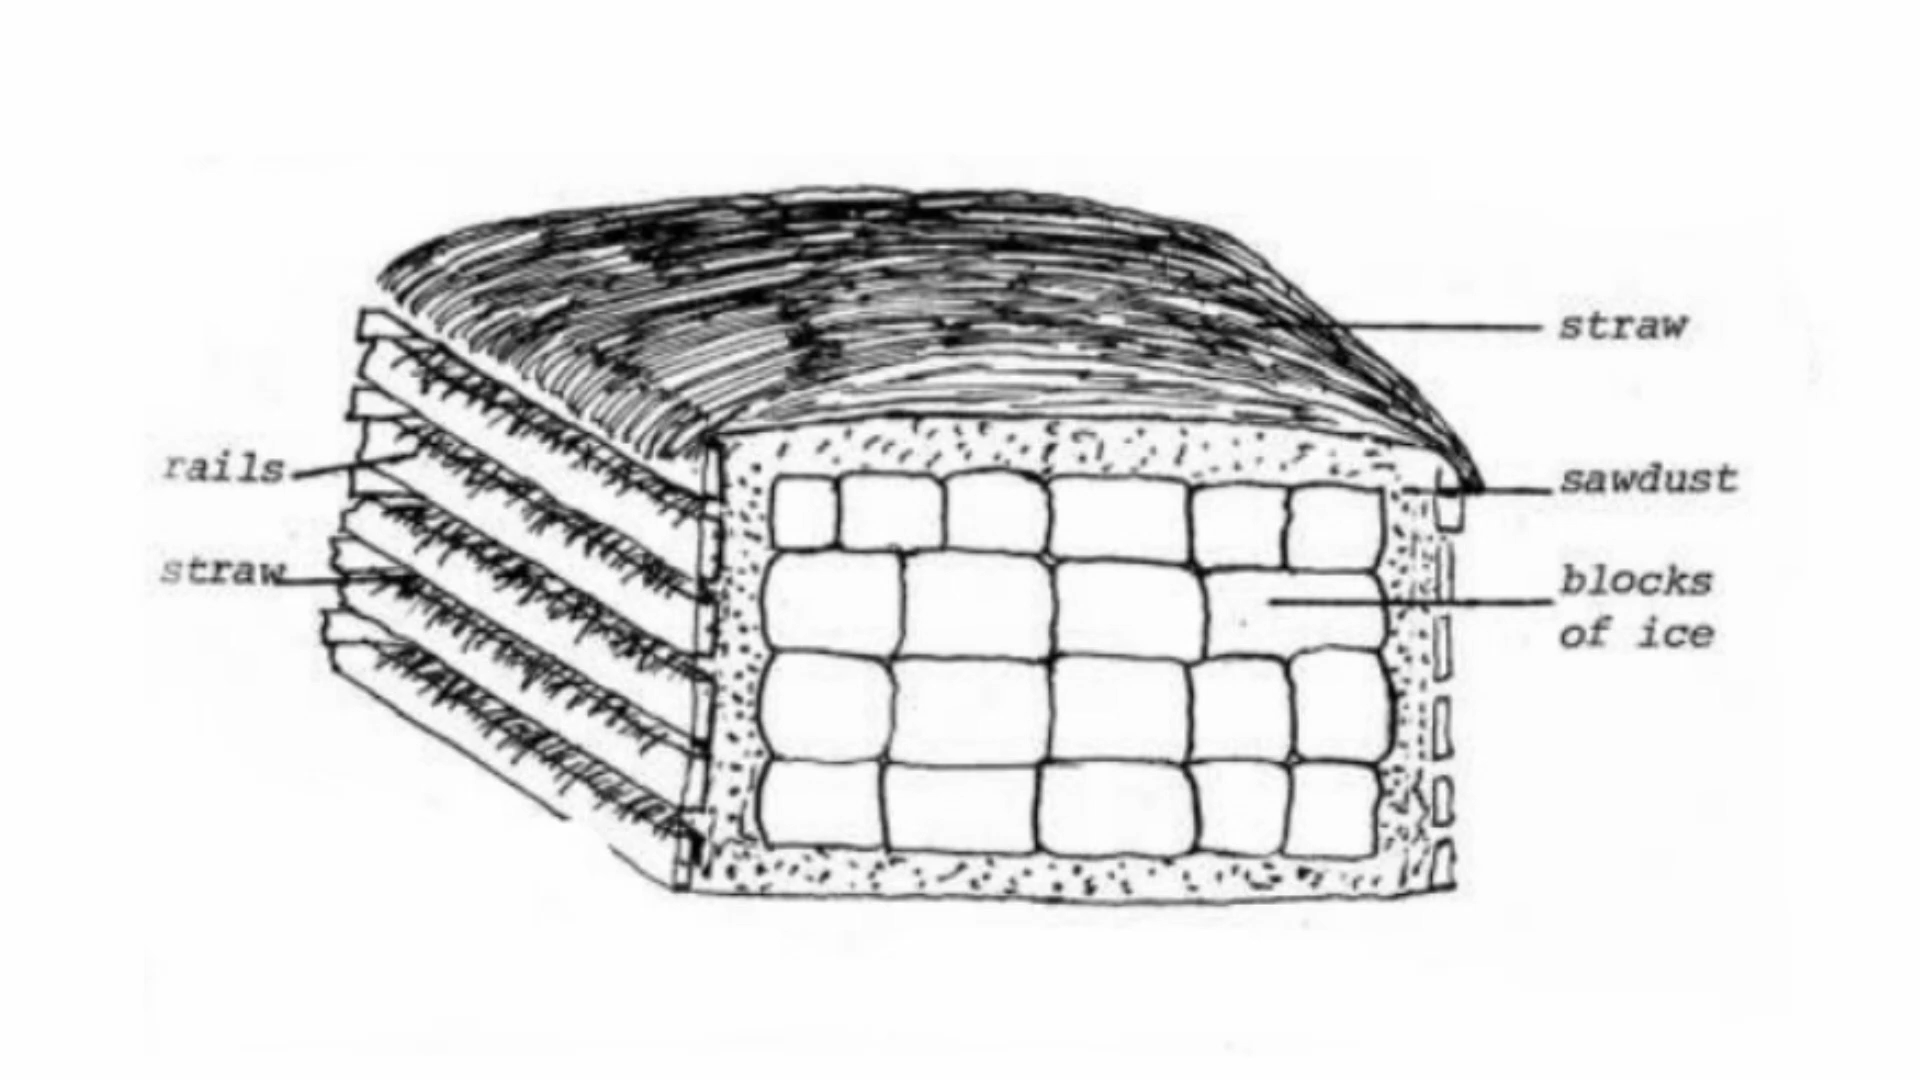 straw
rails
sawdust
straw
blocks
of ice